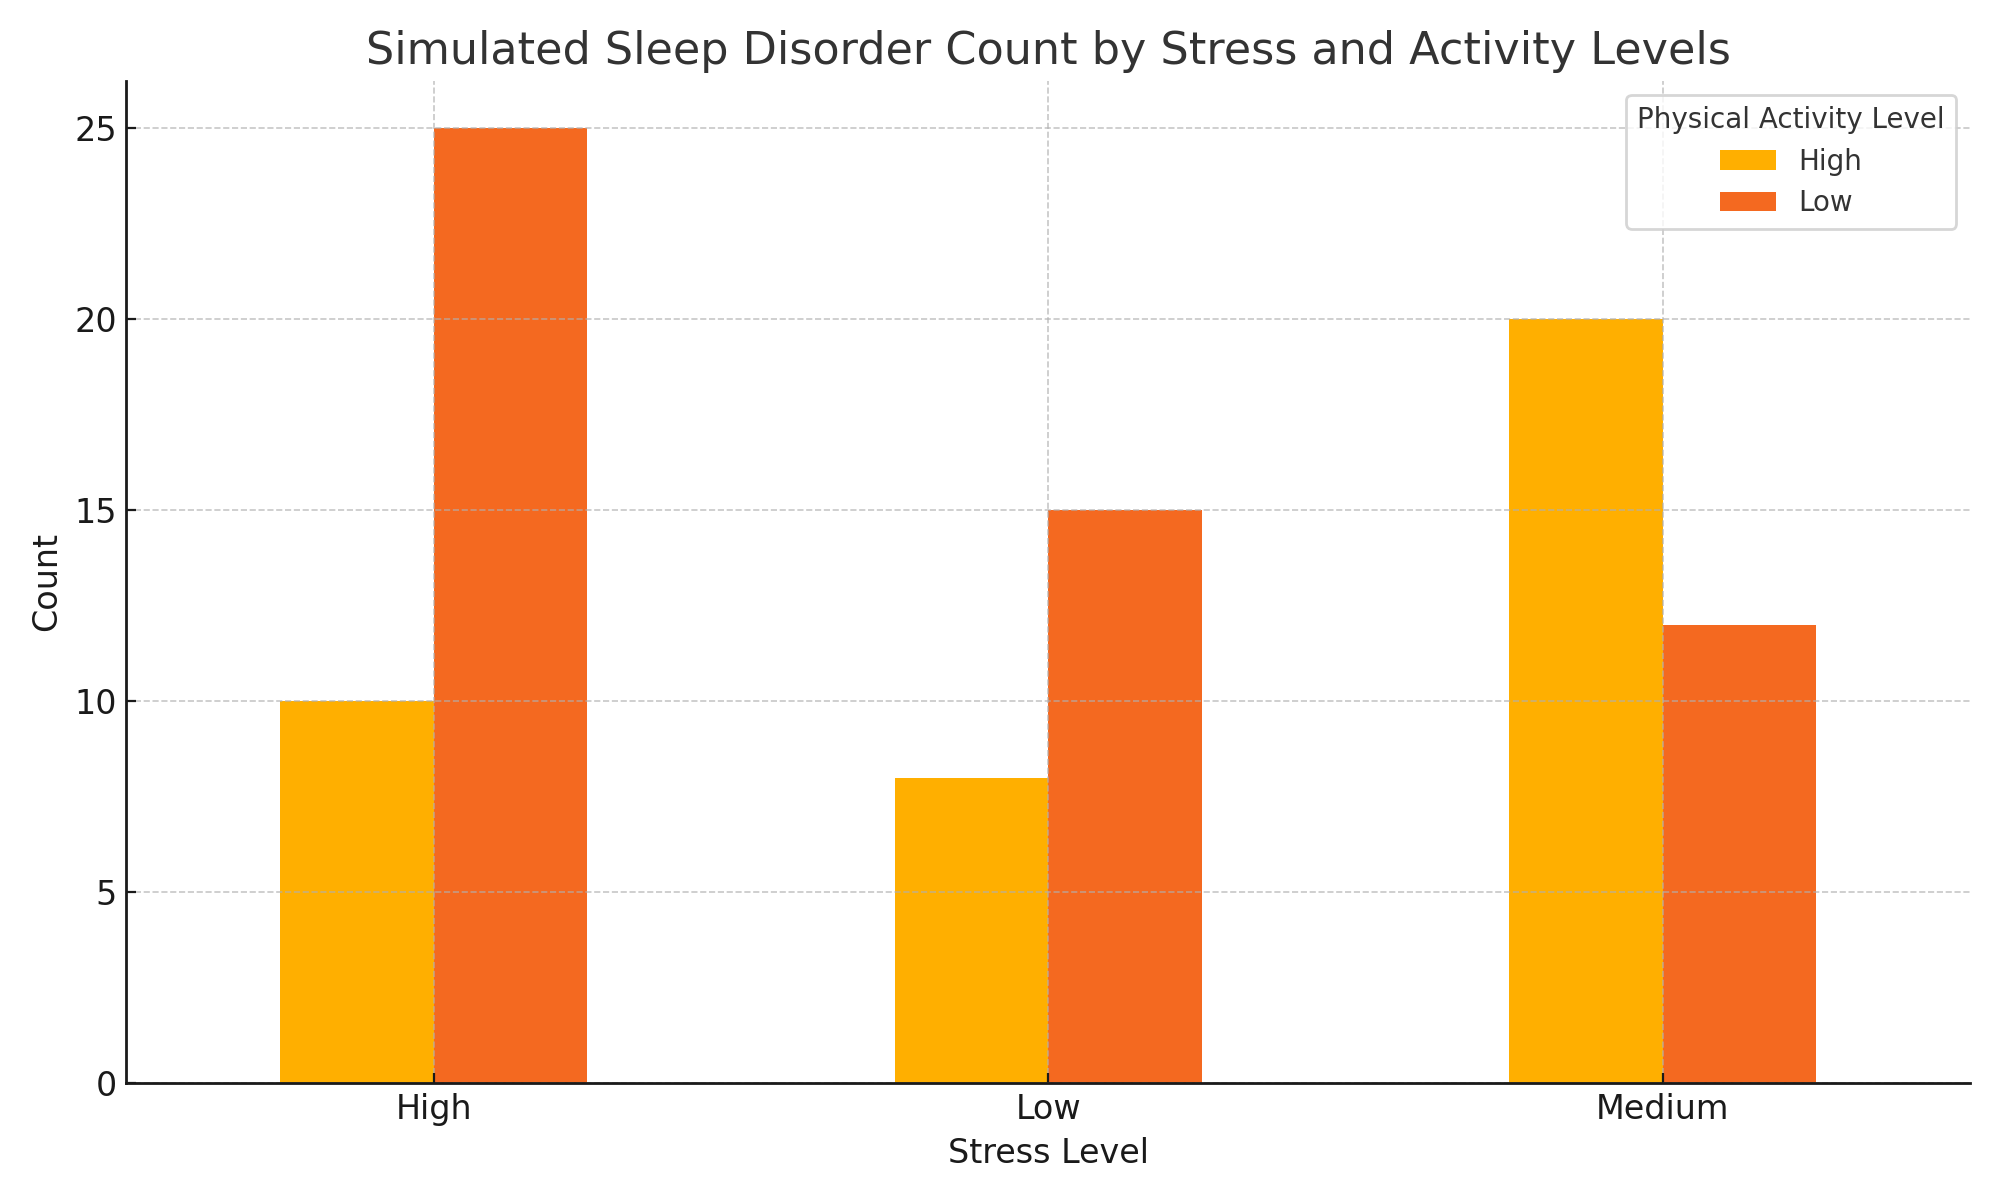 Simulated Sleep Disorder Count by Stress and Activity Levels
Physical Activity Level
High
Low
25
20
15
10
5
0
Count
High
Low
Medium
Stress Level